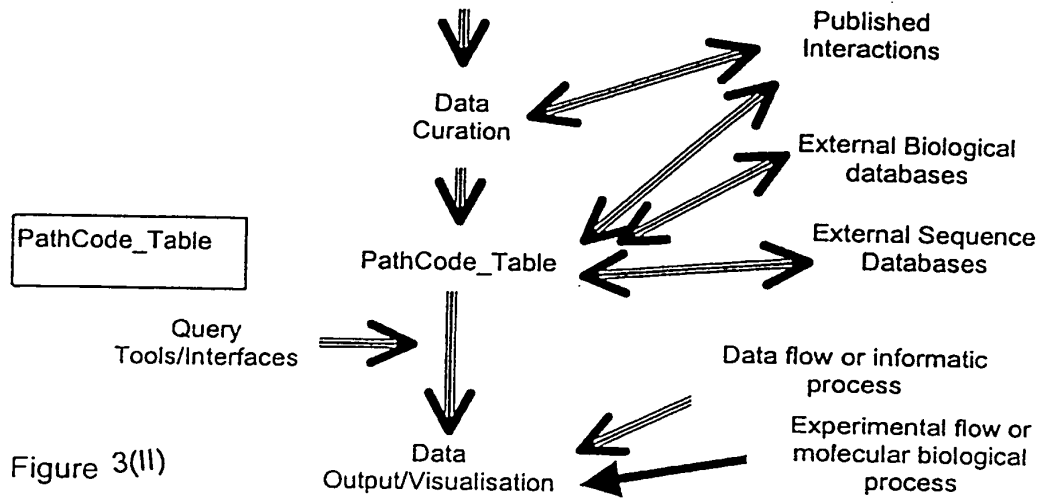 Published
Interactions
Data
Curation
External Biological
databases
PathCode_Table
PathCode_Table
External Sequence
Databases
Query
Tools/Interfaces
Data flow or informatic
process
Experimental flow or
molecular biological
process
Data
Output/Visualisation
Figure 3(II)